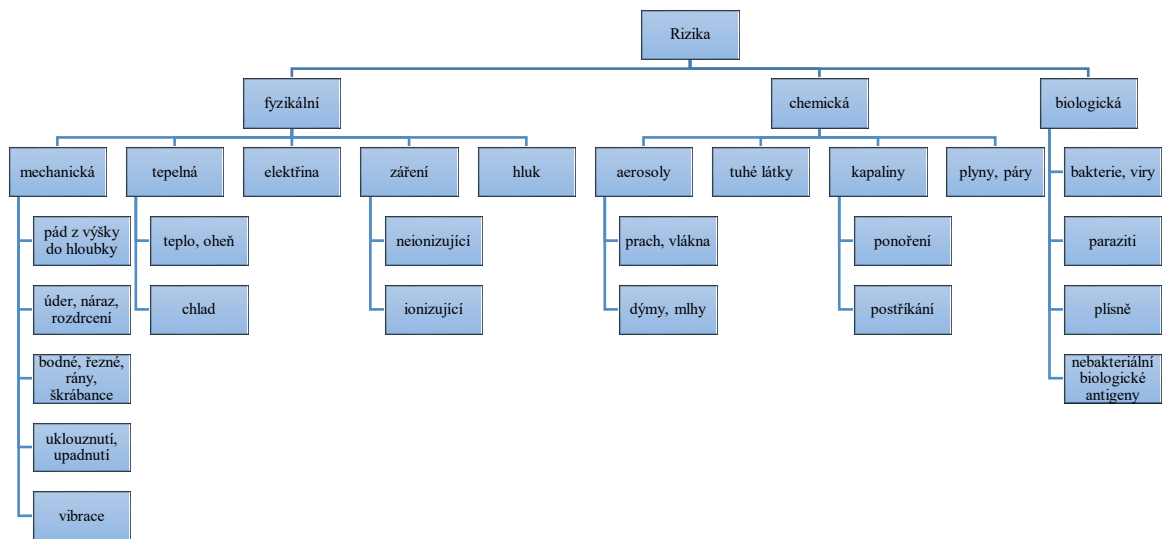 Rizika
fyzikální
chemická
biologická
mechanická
tepelná
elektřina
záření
hluk
aerosoly
tuhé látky
kapaliny
plyny, páry
bakterie, viry
pád z výšky
do hloubky
teplo, oheň
neionizující
prach, vlákna
ponoření
paraziti
úder, náraz,
rozdrcení
chlad
ionizující
dýmy, mlhy
postříkání
plísně
bodné, řezné,
rány,
škrábance
nebakteriální
biologické
antigeny
uklouznutí,
upadnutí
vibrace